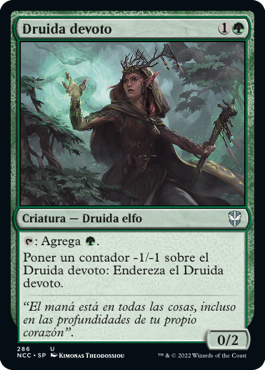 Druida devoto 1
Criatura — Druida elfo
: Agrega .
Poner un contador -1/-1 sobre el
Druida devoto: Endereza el Druida
devoto.
“El maná está en todas las cosas, incluso
en las profundidades de tu propio
corazón”.
0/2
286 U
NCC • SP Kimonas Theodossiou
™ & © 2022 Wizards of the Coast